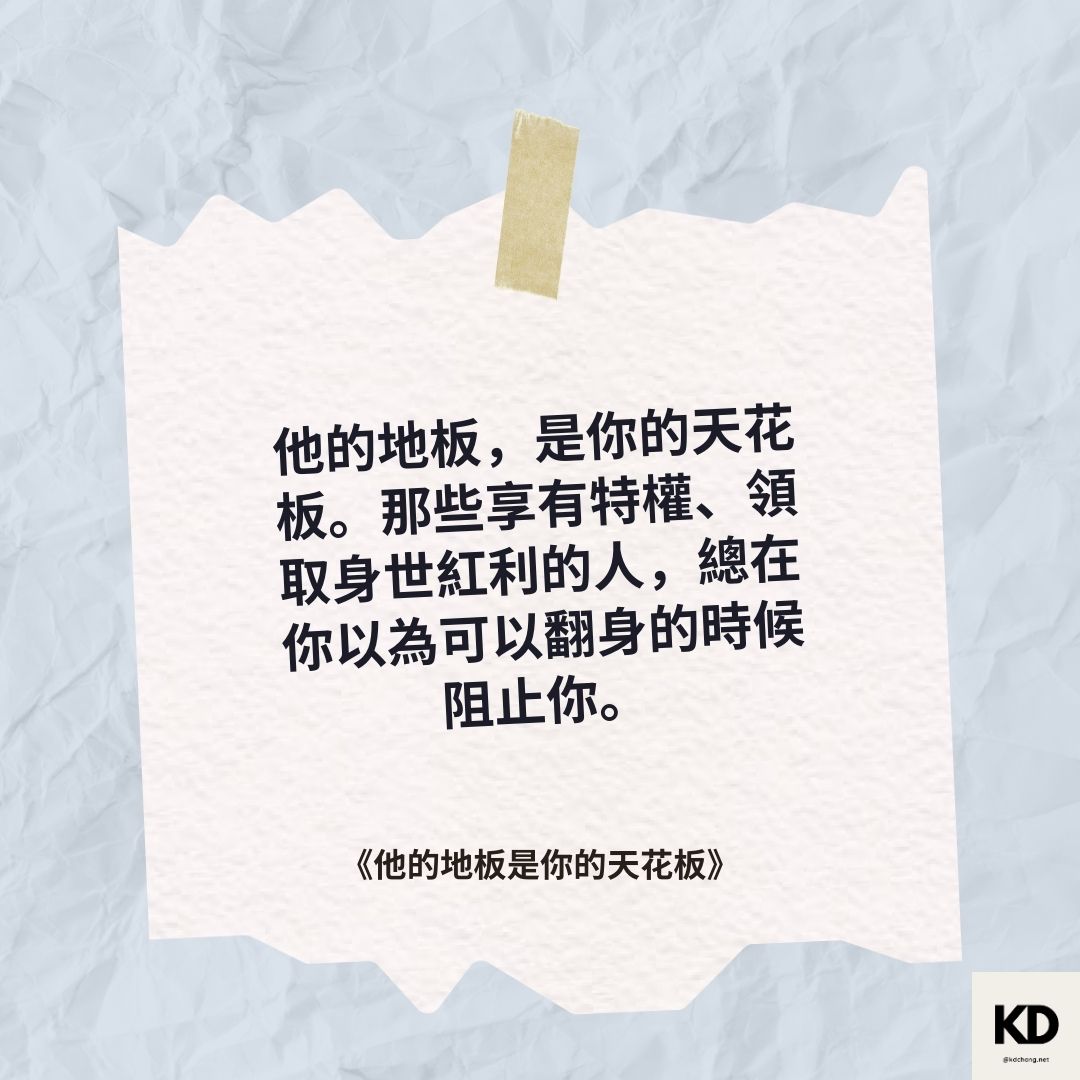 他的地板，是你的天花
板。那些享有特權、領
取身世紅利的人，總在
你以為可以翻身的時候
阻止你。
《他的地板是你的天花板》
KD
@kdchong.net